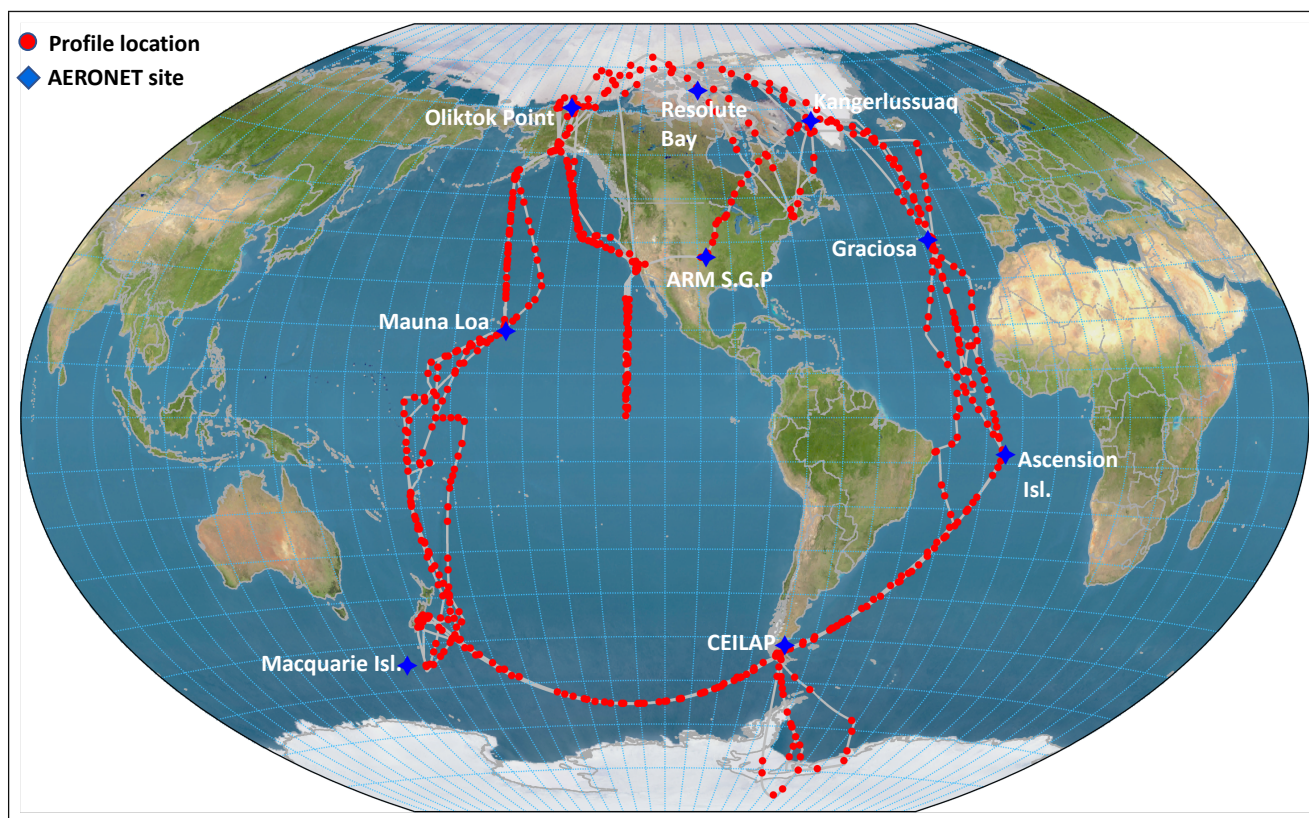 Profile location
AERONET site
Oliktok Point
Resolute
Bay
Kangerlussuaq
Graciosa
ARM S.G.P
Mauna Loa
Ascension
Isl.
CEILAP
Macquarie Isl.